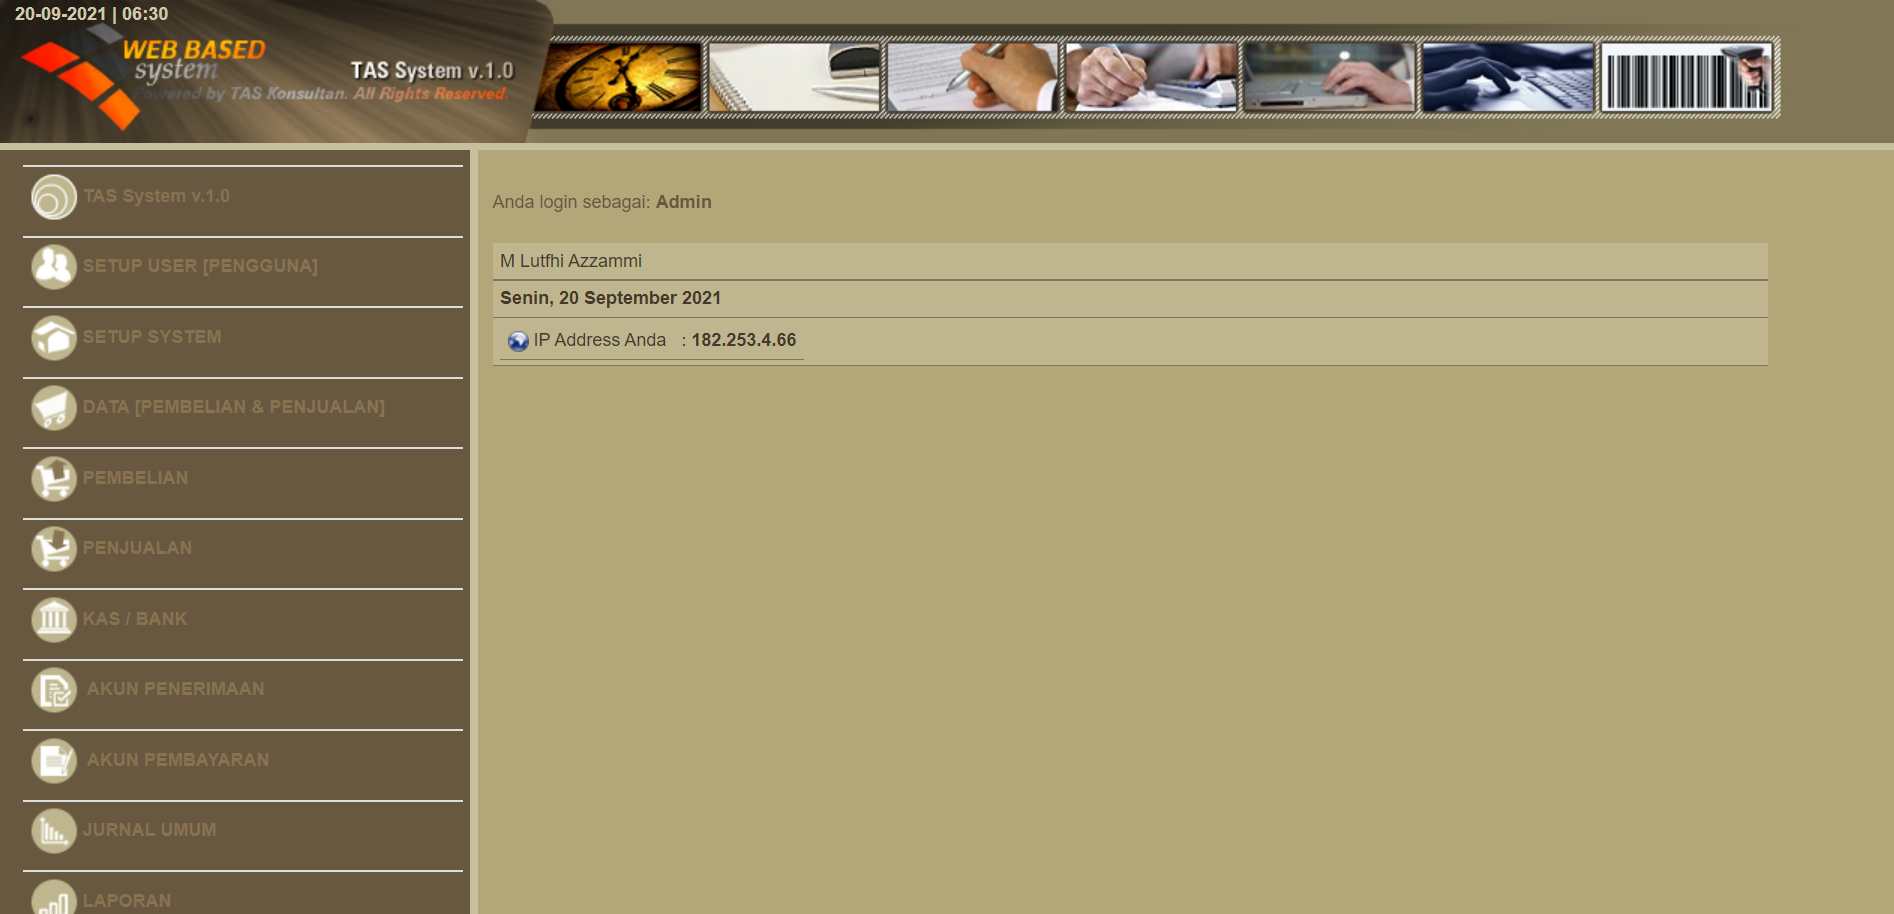 20-09-2021 | 06:30
WEB BASED
system
TAS System v.1.0
Powered by TAS Konsultan. All Rights Reserved.
TAS System v.1.0
SETUP USER [PENGGUNA]
SETUP SYSTEM
DATA [PEMBELIAN & PENJUALAN]
PEMBELIAN
PENJUALAN
KAS / BANK
AKUN PENERIMAAN
AKUN PEMBAYARAN
JURNAL UMUM
LAPORAN
Anda login sebagai: Admin
M Lutfhi Azzammi
Senin, 20 September 2021
IP Address Anda : 182.253.4.66